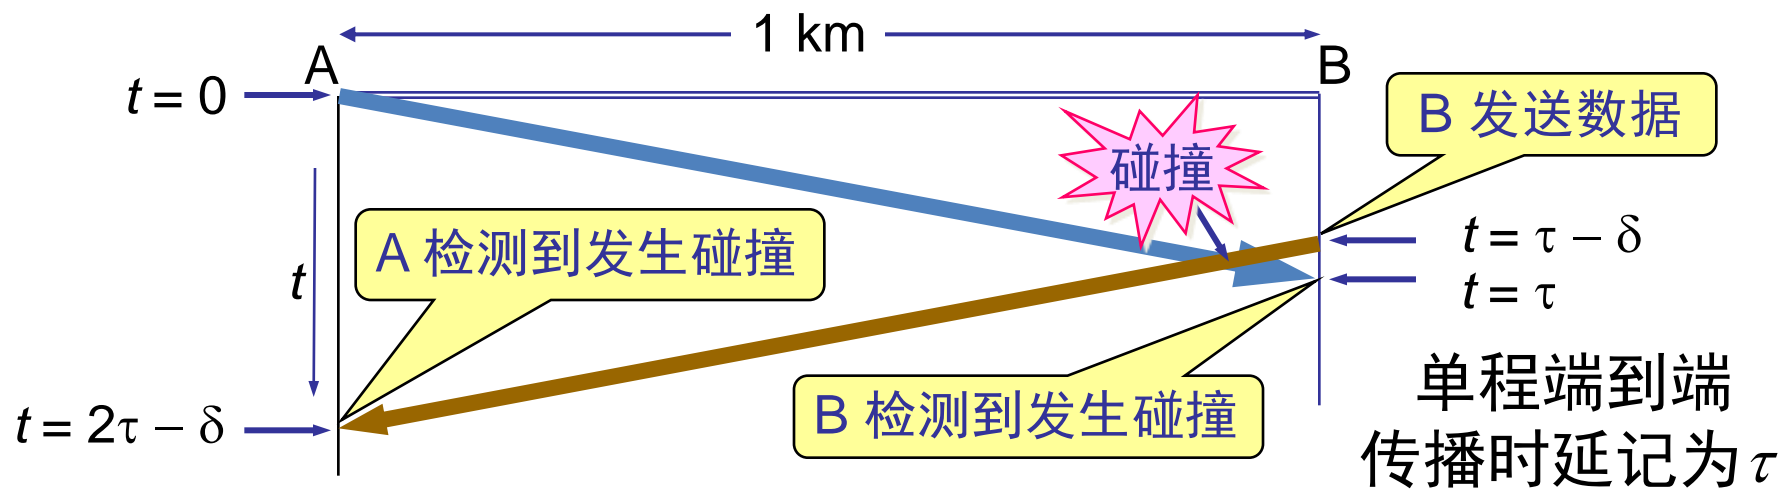 1 km
A
B
t = 0
B 发送数据
碰撞
A 检测到发生碰撞
t = τ − δ
t
t = τ
B 检测到发生碰撞
t = 2τ − δ
单程端到端
传播时延记为 τ